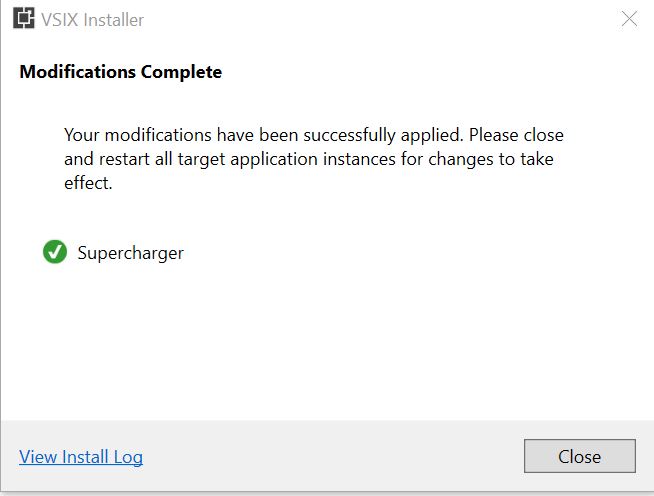 VSIX Installer
Modifications Complete
Your modifications have been successfully applied. Please close
and restart all target application instances for changes to take
effect.
Supercharger
View Install Log
Close